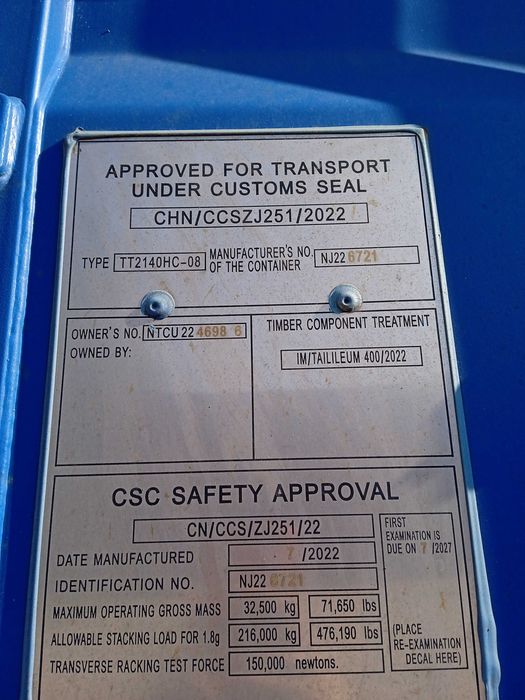 APPROVED FOR TRANSPORT
UNDER CUSTOMS SEAL
CHN/CCSZJ251/2022
TYPE TT2140HC-08 MANUFACTURER'S NO. OF THE CONTAINER NJ22 6721
OWNER'S NO. NTCU 22 4698 6
OWNED BY:
TIMBER COMPONENT TREATMENT
IM/TAILILEUM 400/2022
CSC SAFETY APPROVAL
CN/CCS/ZJ251/22
DATE MANUFACTURED 7 /2022
IDENTIFICATION NO. NJ22 6721
MAXIMUM OPERATING GROSS MASS 32,500 kg 71,650 lbs
ALLOWABLE STACKING LOAD FOR 1.8g 216,000 kg 476,190 lbs
TRANSVERSE RACKING TEST FORCE 150,000 newtons.
FIRST
EXAMINATION IS
DUE ON 7 /2027
(PLACE
RE-EXAMINATION
DECAL HERE)